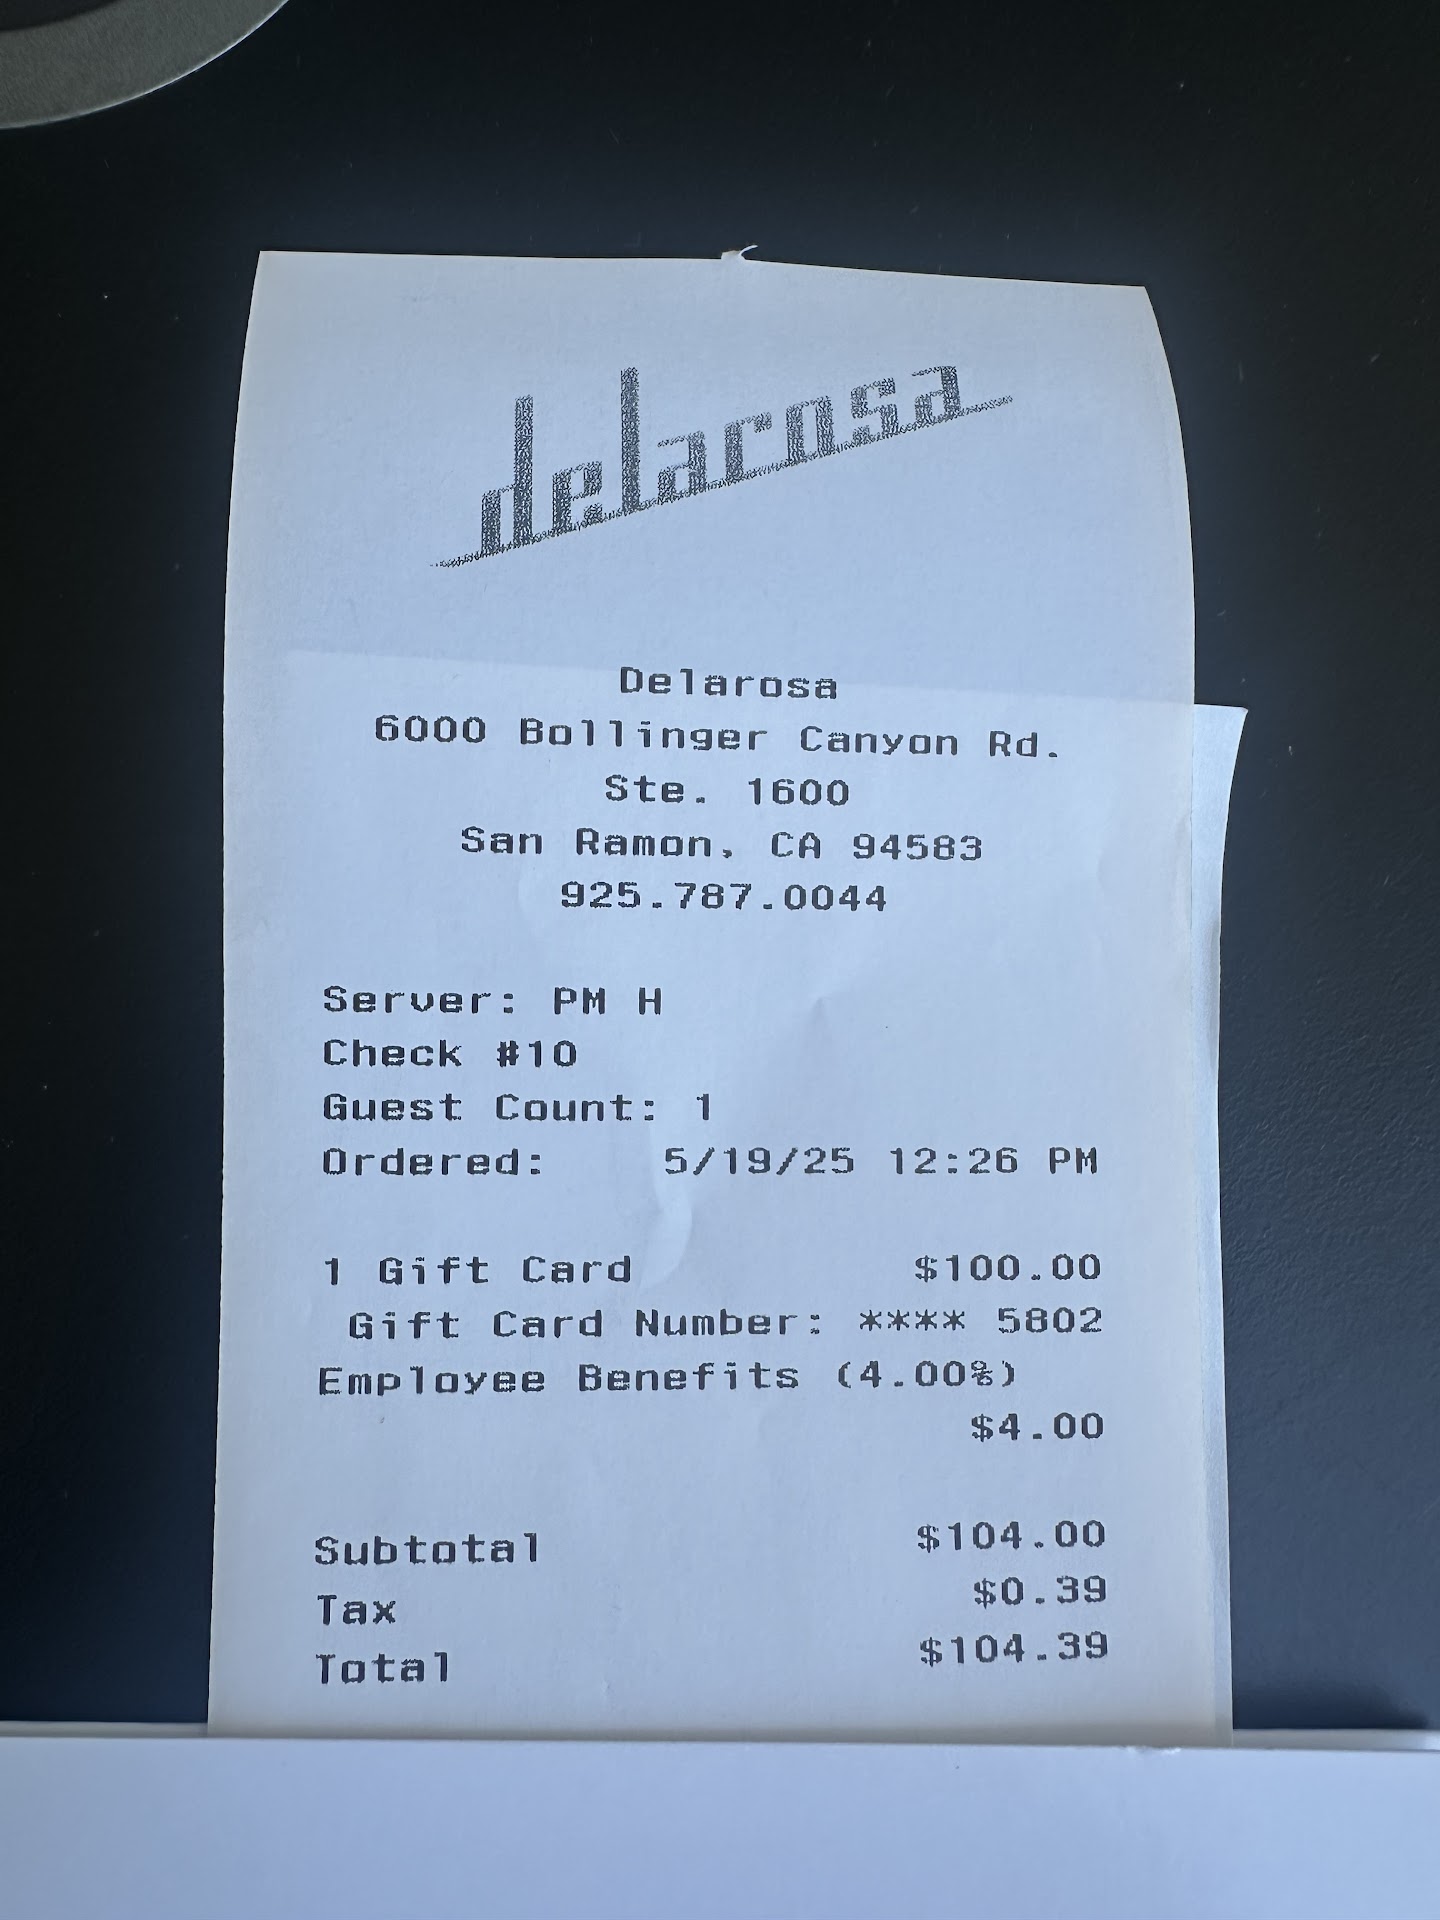 delarosa
Delarosa
6000 Bollinger Canyon Rd.
Ste. 1600
San Ramon, CA 94583
925.787.0044
Server: PM H
Check #10
Guest Count: 1
Ordered: 5/19/25 12:26 PM
1 Gift Card $100.00
Gift Card Number: **** 5802
Employee Benefits (4.00%)
$4.00
Subtotal $104.00
Tax $0.39
Total $104.39